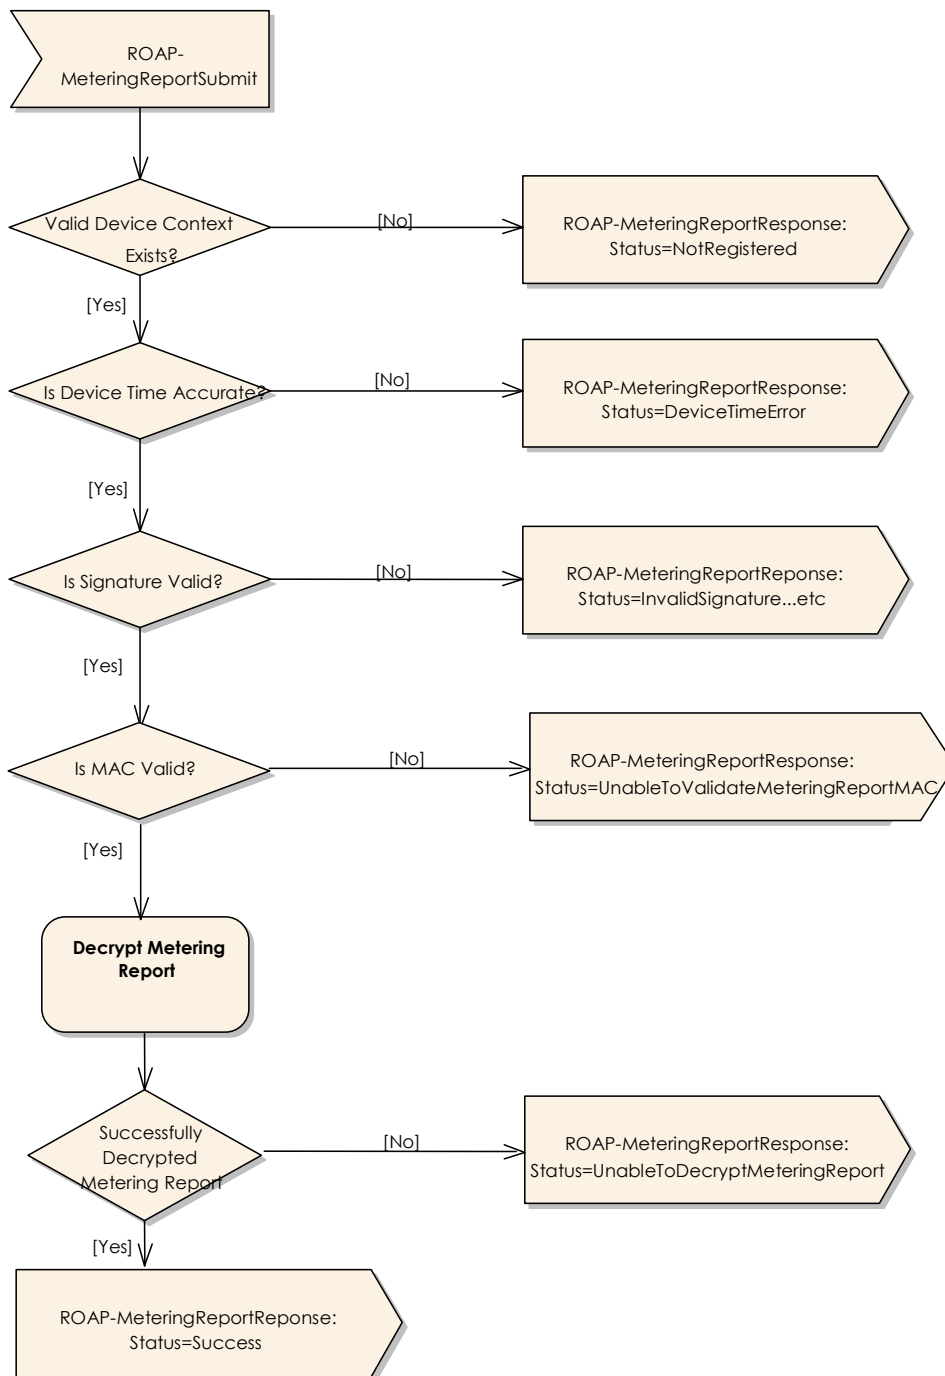 ROAP-
MeteringReportSubmit
Valid Device Context
Exists?
[No]
ROAP-MeteringReportResponse:
Status=NotRegistered
[Yes]
Is Device Time Accurate?
[No]
ROAP-MeteringReportResponse:
Status=DeviceTimeError
[Yes]
Is Signature Valid?
[No]
ROAP-MeteringReportReponse:
Status=InvalidSignature...etc
[Yes]
Is MAC Valid?
[No]
ROAP-MeteringReportResponse:
Status=UnableToValidateMeteringReportMAC
[Yes]
Decrypt Metering
Report
Successfully
Decrypted
Metering Report
[No]
ROAP-MeteringReportResponse:
Status=UnableToDecryptMeteringReport
[Yes]
ROAP-MeteringReportReponse:
Status=Success